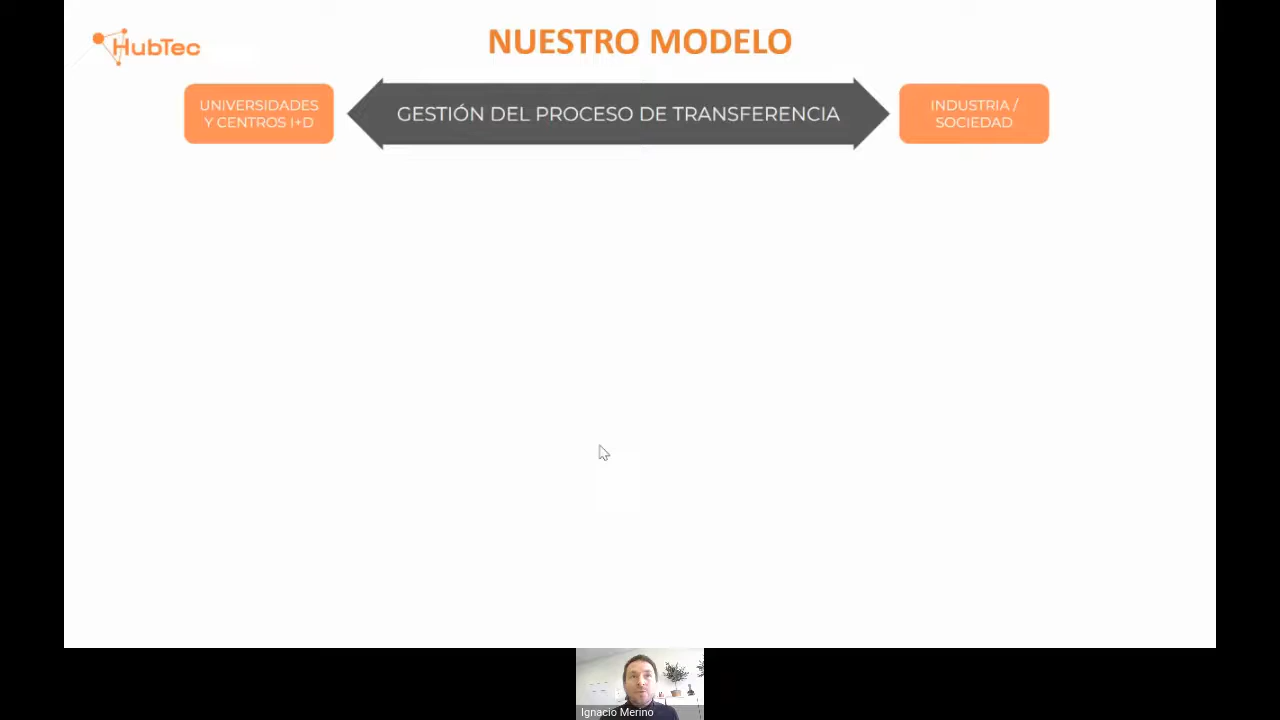 HubTec
NUESTRO MODELO
UNIVERSIDADES
Y CENTROS I+D
GESTIÓN DEL PROCESO DE TRANSFERENCIA
INDUSTRIA /
SOCIEDAD
Ignacio Merino